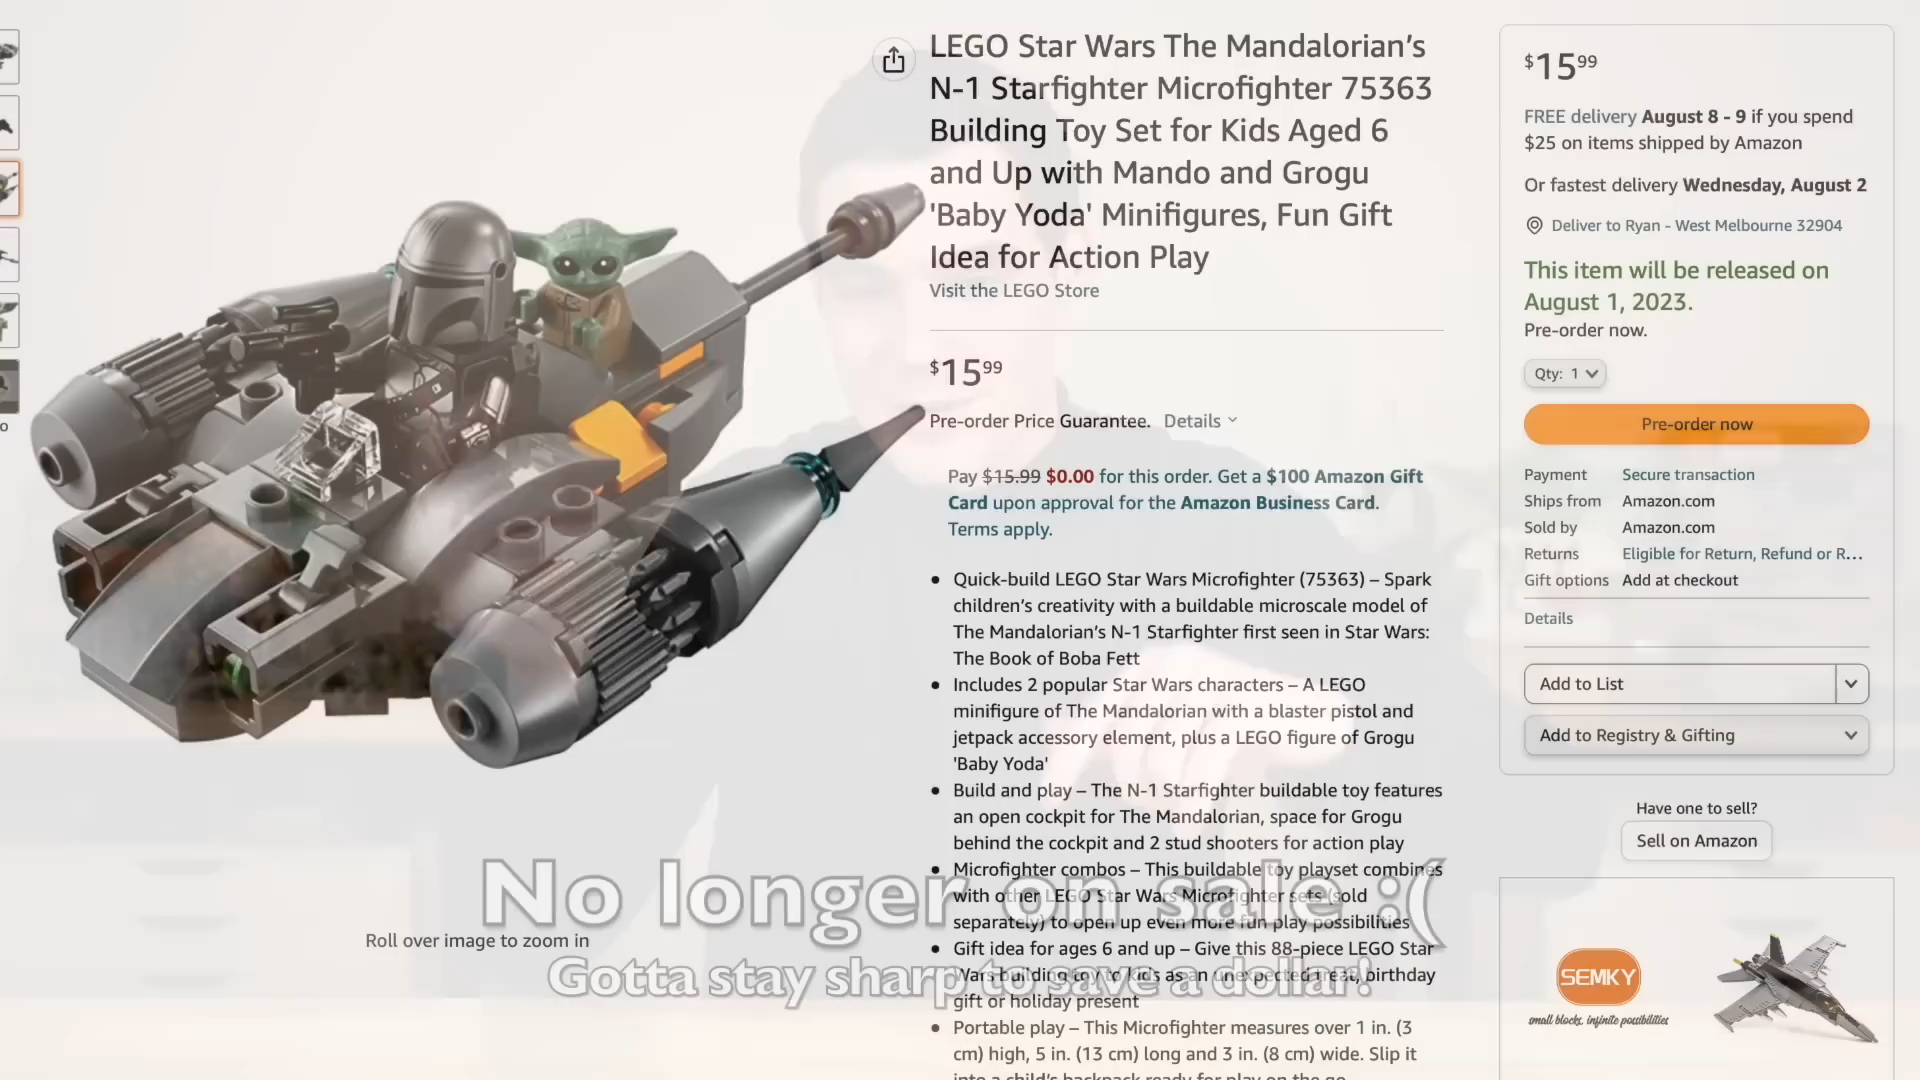 LEGO Star Wars The Mandalorian’s
N-1 Starfighter Microfighter 75363
Building Toy Set for Kids Aged 6
and Up with Mando and Grogu
'Baby Yoda' Minifigures, Fun Gift
Idea for Action Play
Visit the LEGO Store
$15⁹⁹
Pre-order Price Guarantee. Details
Pay $15.99 $0.00 for this order. Get a $100 Amazon Gift
Card upon approval for the Amazon Business Card.
Terms apply.
• Quick-build LEGO Star Wars Microfighter (75363) – Spark
children’s creativity with a buildable microscale model of
The Mandalorian’s N-1 Starfighter first seen in Star Wars:
The Book of Boba Fett
• Includes 2 popular Star Wars characters – A LEGO
minifigure of The Mandalorian with a blaster pistol and
jetpack accessory element, plus a LEGO figure of Grogu
'Baby Yoda'
• Build and play – The N-1 Starfighter buildable toy features
an open cockpit for The Mandalorian, space for Grogu
behind the cockpit and 2 stud shooters for action play
• Microfighter combos – This buildable toy playset combines
with other LEGO Star Wars Microfighter sets (sold
separately) to open up even more fun play possibilities
• Gift idea for ages 6 and up – Give this 88-piece LEGO Star
Wars building toy to kids as an unexpected treat, birthday
gift or holiday present
• Portable play – This Microfighter measures over 1 in. (3
cm) high, 5 in. (13 cm) long and 3 in. (8 cm) wide. Slip it
into a child’s backpack ready for play on the go
Roll over image to zoom in
No longer on sale :(
Gotta stay sharp to save a dollar!
$15⁹⁹
FREE delivery August 8 - 9 if you spend
$25 on items shipped by Amazon
Or fastest delivery Wednesday, August 2
Deliver to Ryan - West Melbourne 32904
This item will be released on
August 1, 2023.
Pre-order now.
Qty: 1
Pre-order now
Payment Secure transaction
Ships from Amazon.com
Sold by Amazon.com
Returns Eligible for Return, Refund or R...
Gift options Add at checkout
Details
Add to List
Add to Registry & Gifting
Have one to sell?
Sell on Amazon
SEMKY
small blocks, infinite possibilities